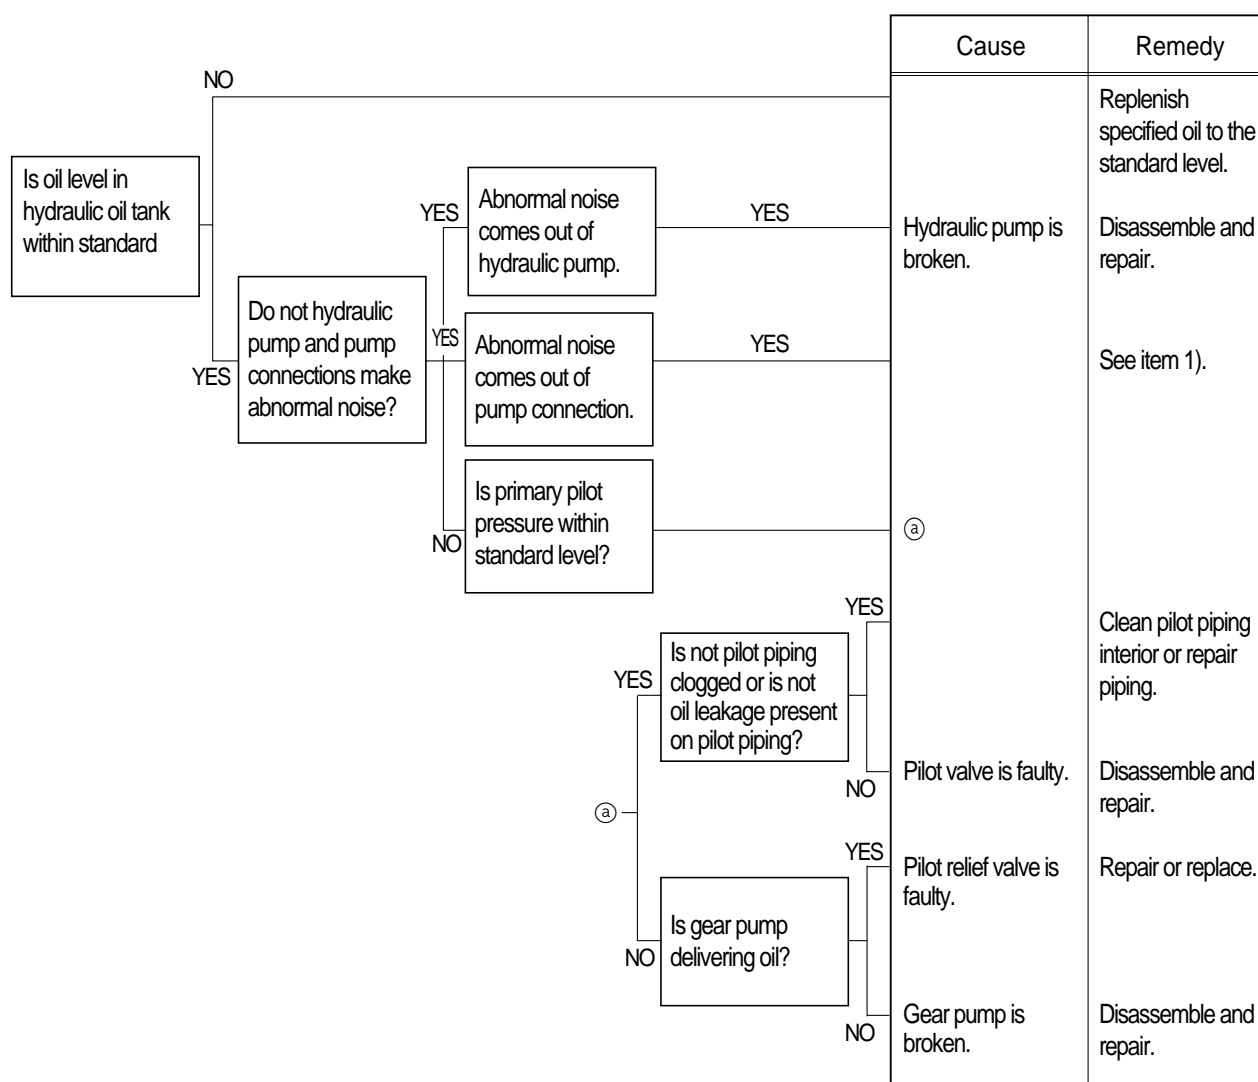 Cause
Remedy
NO
Replenish
specified oil to the
standard level.
Is oil level in
hydraulic oil tank
within standard
YES
Abnormal noise
comes out of
hydraulic pump.
YES
Hydraulic pump is
broken.
Disassemble and
repair.
YES
Do not hydraulic
pump and pump
connections make
abnormal noise?
YES
Abnormal noise
comes out of
pump connection.
YES
See item 1).
NO
Is primary pilot
pressure within
standard level?
ⓐ
ⓐ
YES
Is not pilot piping
clogged or is not
oil leakage present
on pilot piping?
YES
Clean pilot piping
interior or repair
piping.
NO
Pilot valve is faulty.
Disassemble and
repair.
NO
Is gear pump
delivering oil?
YES
Pilot relief valve is
faulty.
Repair or replace.
NO
Gear pump is
broken.
Disassemble and
repair.